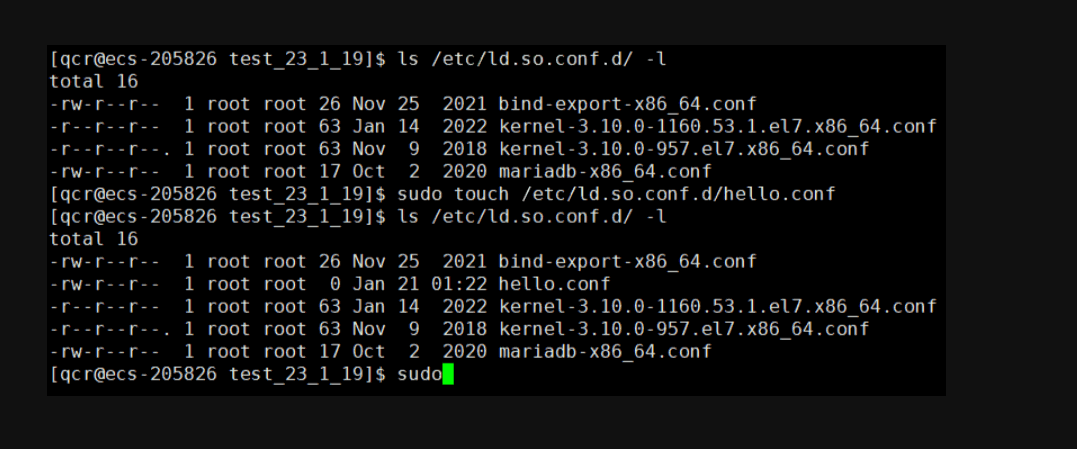 [qcr@ecs-205826 test_23_1_19]$ ls /etc/ld.so.conf.d/ -l
total 16
-rw-r--r--  1 root root 26 Nov 25  2021 bind-export-x86_64.conf
-r--r--r--  1 root root 63 Jan 14  2022 kernel-3.10.0-1160.53.1.el7.x86_64.conf
-r--r--r--. 1 root root 63 Nov  9  2018 kernel-3.10.0-957.el7.x86_64.conf
-rw-r--r--  1 root root 17 Oct  2  2020 mariadb-x86_64.conf
[qcr@ecs-205826 test_23_1_19]$ sudo touch /etc/ld.so.conf.d/hello.conf
[qcr@ecs-205826 test_23_1_19]$ ls /etc/ld.so.conf.d/ -l
total 16
-rw-r--r--  1 root root 26 Nov 25  2021 bind-export-x86_64.conf
-rw-r--r--  1 root root  0 Jan 21 01:22 hello.conf
-r--r--r--  1 root root 63 Jan 14  2022 kernel-3.10.0-1160.53.1.el7.x86_64.conf
-r--r--r--. 1 root root 63 Nov  9  2018 kernel-3.10.0-957.el7.x86_64.conf
-rw-r--r--  1 root root 17 Oct  2  2020 mariadb-x86_64.conf
[qcr@ecs-205826 test_23_1_19]$ sudo